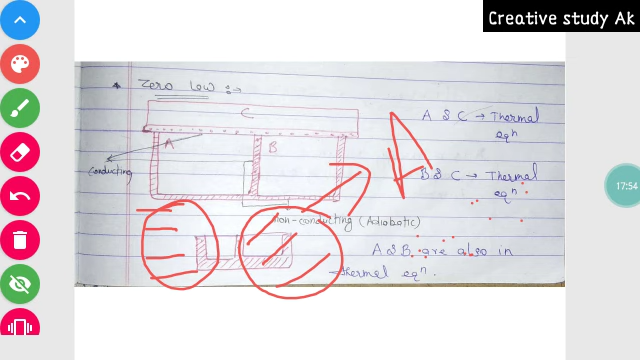 Creative study Ak
* Zero Law :→
C
A & C → Thermal
eqⁿ
A
B
Conducting
B & C → Thermal
eqⁿ
17:54
non-conducting (Adiabatic)
A & B are also in
thermal eqⁿ.